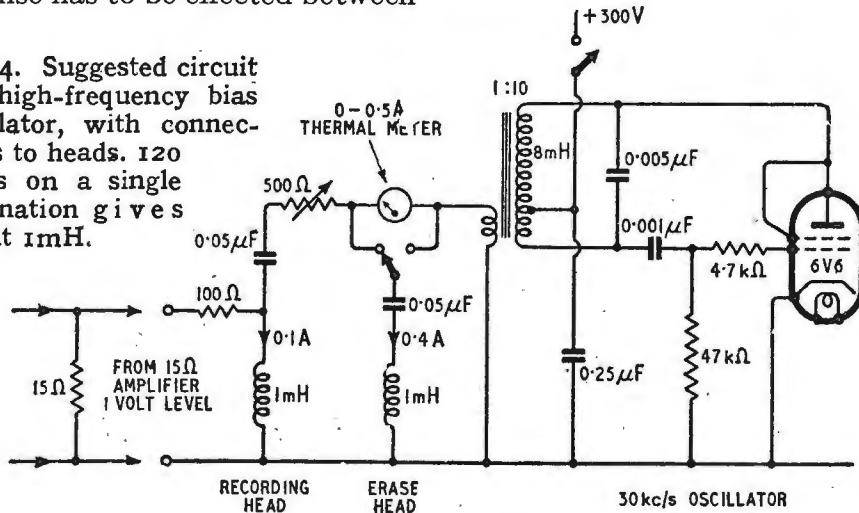 has to be effected between
4. Suggested circuit
high-frequency bias
lator, with connec-
s to heads. 120
s on a single
nation gives
t 1mH.
+300V
1:10
0–0.5A
THERMAL METER
8mH
0.005μF
500Ω
0.001μF
0.05μF
4.7kΩ
6V6
100Ω
0.05μF
0.1A
0.4A
15Ω
FROM 15Ω
AMPLIFIER
1 VOLT LEVEL
1mH
1mH
0.25μF
47kΩ
RECORDING
HEAD
ERASE
HEAD
30kc/s OSCILLATOR